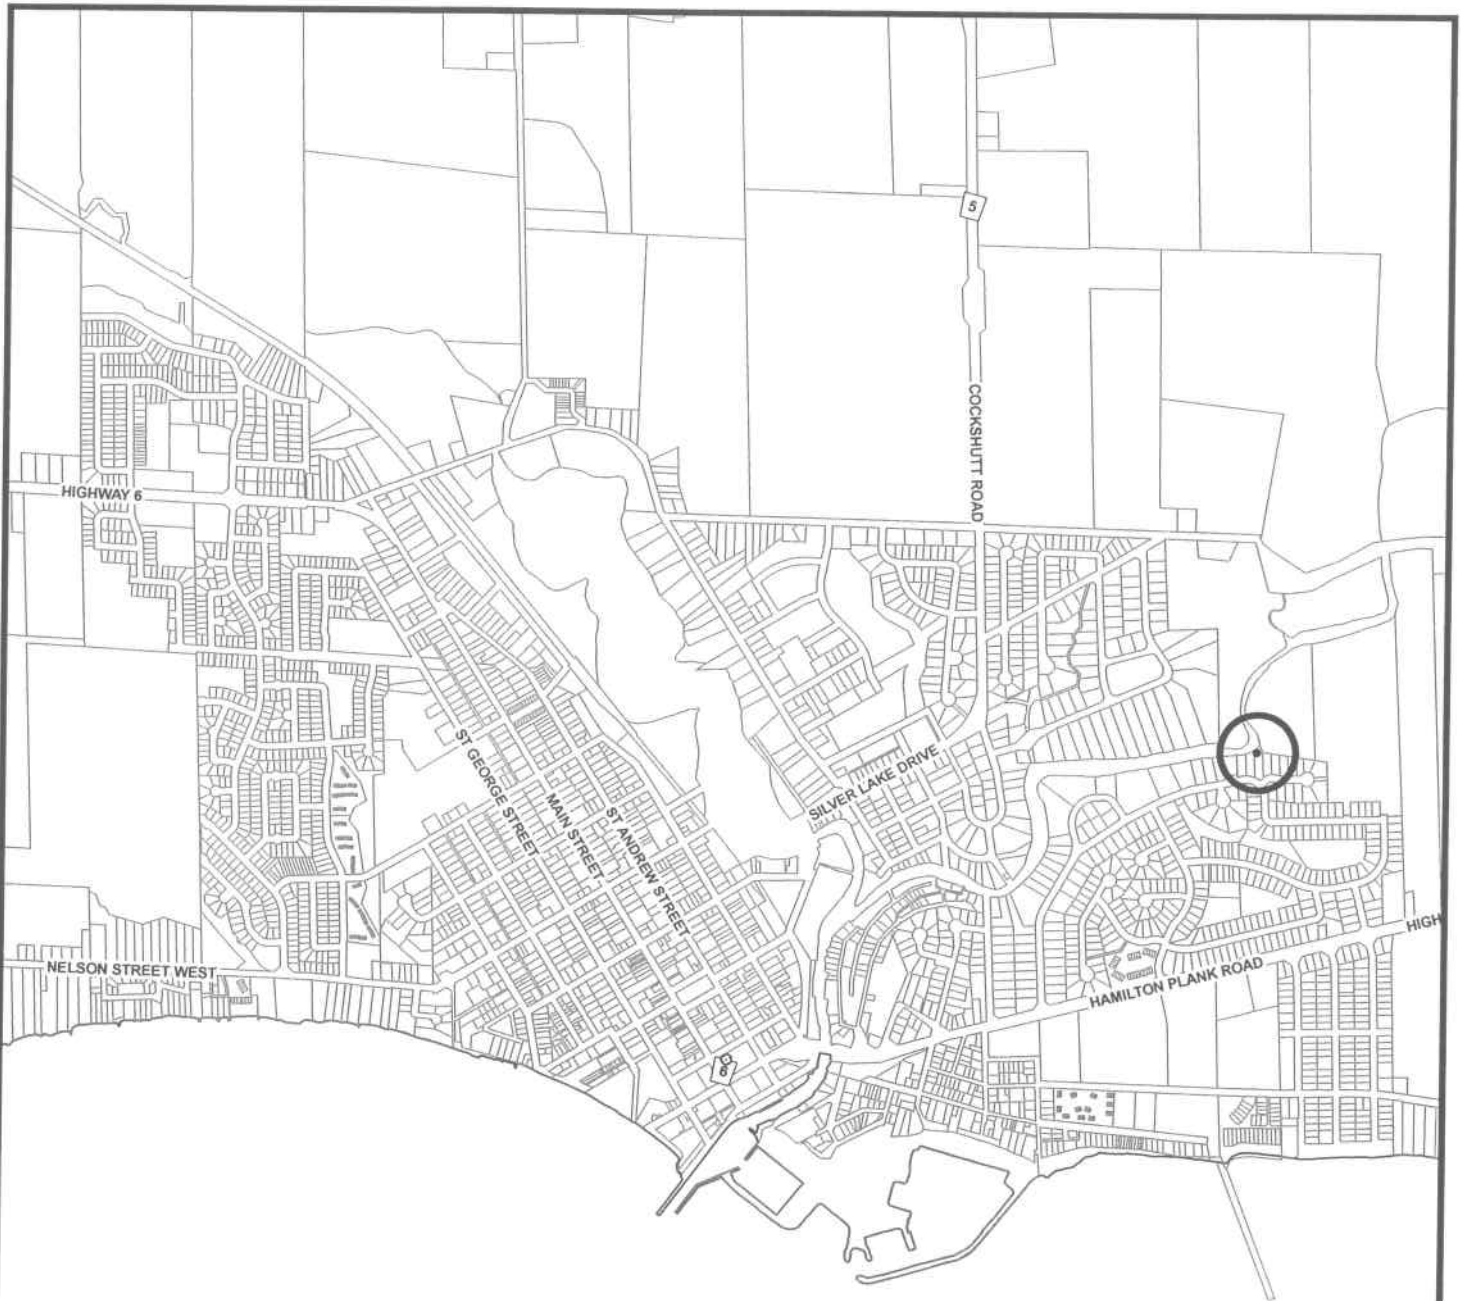 5
COCKSHUTT ROAD
HIGHWAY 6
ST GEORGE STREET
MAIN STREET
ST ANDREW STREET
SILVER LAKE DRIVE
HIGH
NELSON STREET WEST
HAMILTON PLANK ROAD
6